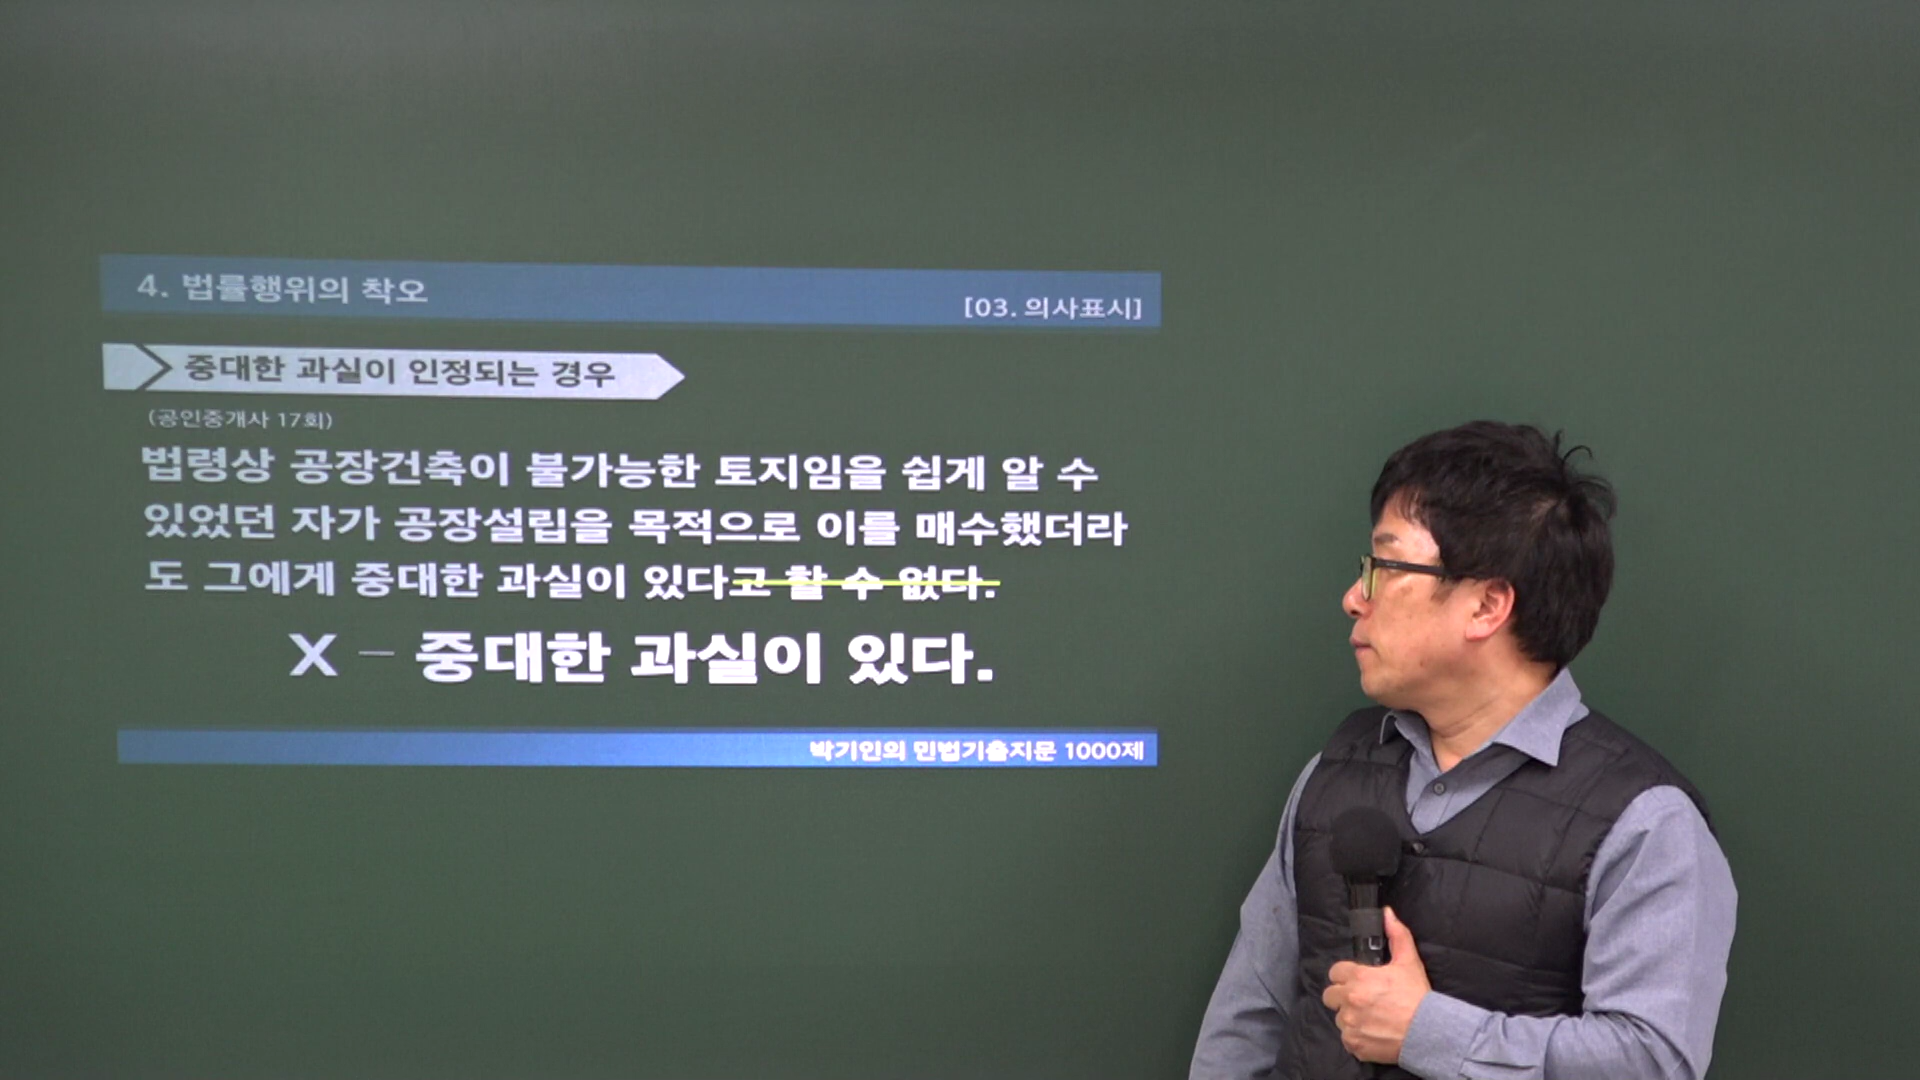 4. 법률행위의 착오
[03. 의사표시]
중대한 과실이 인정되는 경우
(공인중개사 17회)
법령상 공장건축이 불가능한 토지임을 쉽게 알 수
있었던 자가 공장설립을 목적으로 이를 매수했더라
도 그에게 중대한 과실이 있다고 할 수 없다.
X – 중대한 과실이 있다.
박기인의 민법기출지문 1000제